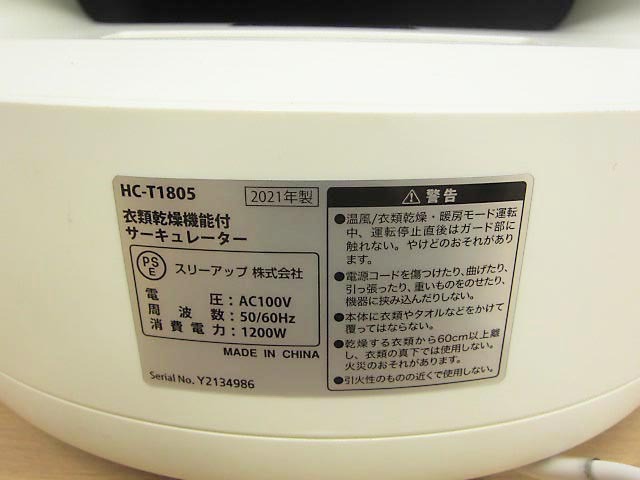 HC-T1805
2021年製
衣類乾燥機能付
サーキュレーター
PS
E
スリーアップ 株式会社
電圧:AC100V
周波数:50/60Hz
消費電力:1200W
MADE IN CHINA
Serial No. Y2134986
⚠警告
●温風/衣類乾燥・暖房モード運転
中、運転停止直後はガード部に
触れない。やけどのおそれがあり
ます。
●電源コードを傷つけたり、曲げたり、
引っ張ったり、重いものをのせたり、
機器に挟み込んだりしない。
●本体に衣類やタオルなどをかけて
覆ってはならない。
●乾燥する衣類から60cm以上離
し、衣類の真下では使用しない。
火災のおそれがあります。
●引火性のものの近くで使用しない。